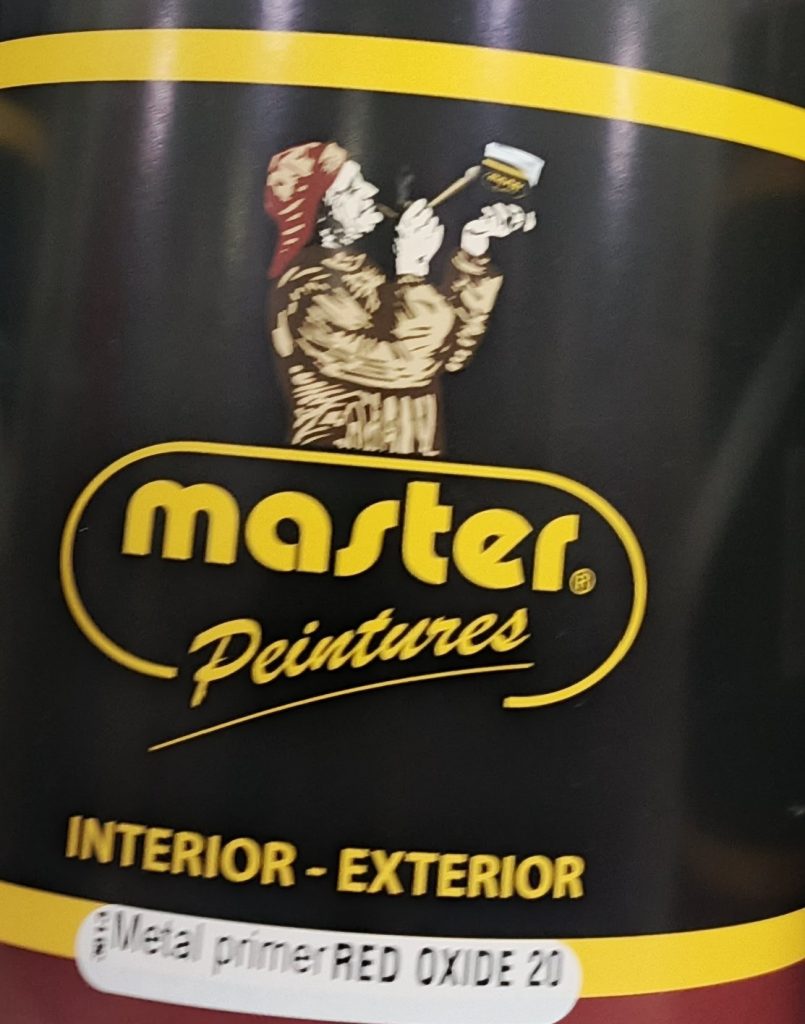 master
Peintures
INTERIOR - EXTERIOR
Metal primer RED OXIDE 20